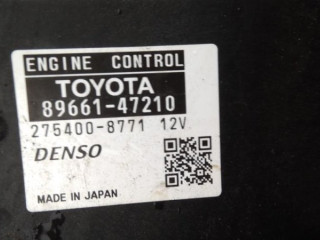 ENGINE CONTROL
TOYOTA
89661-47210
275400-8771 12V
DENSO
MADE IN JAPAN